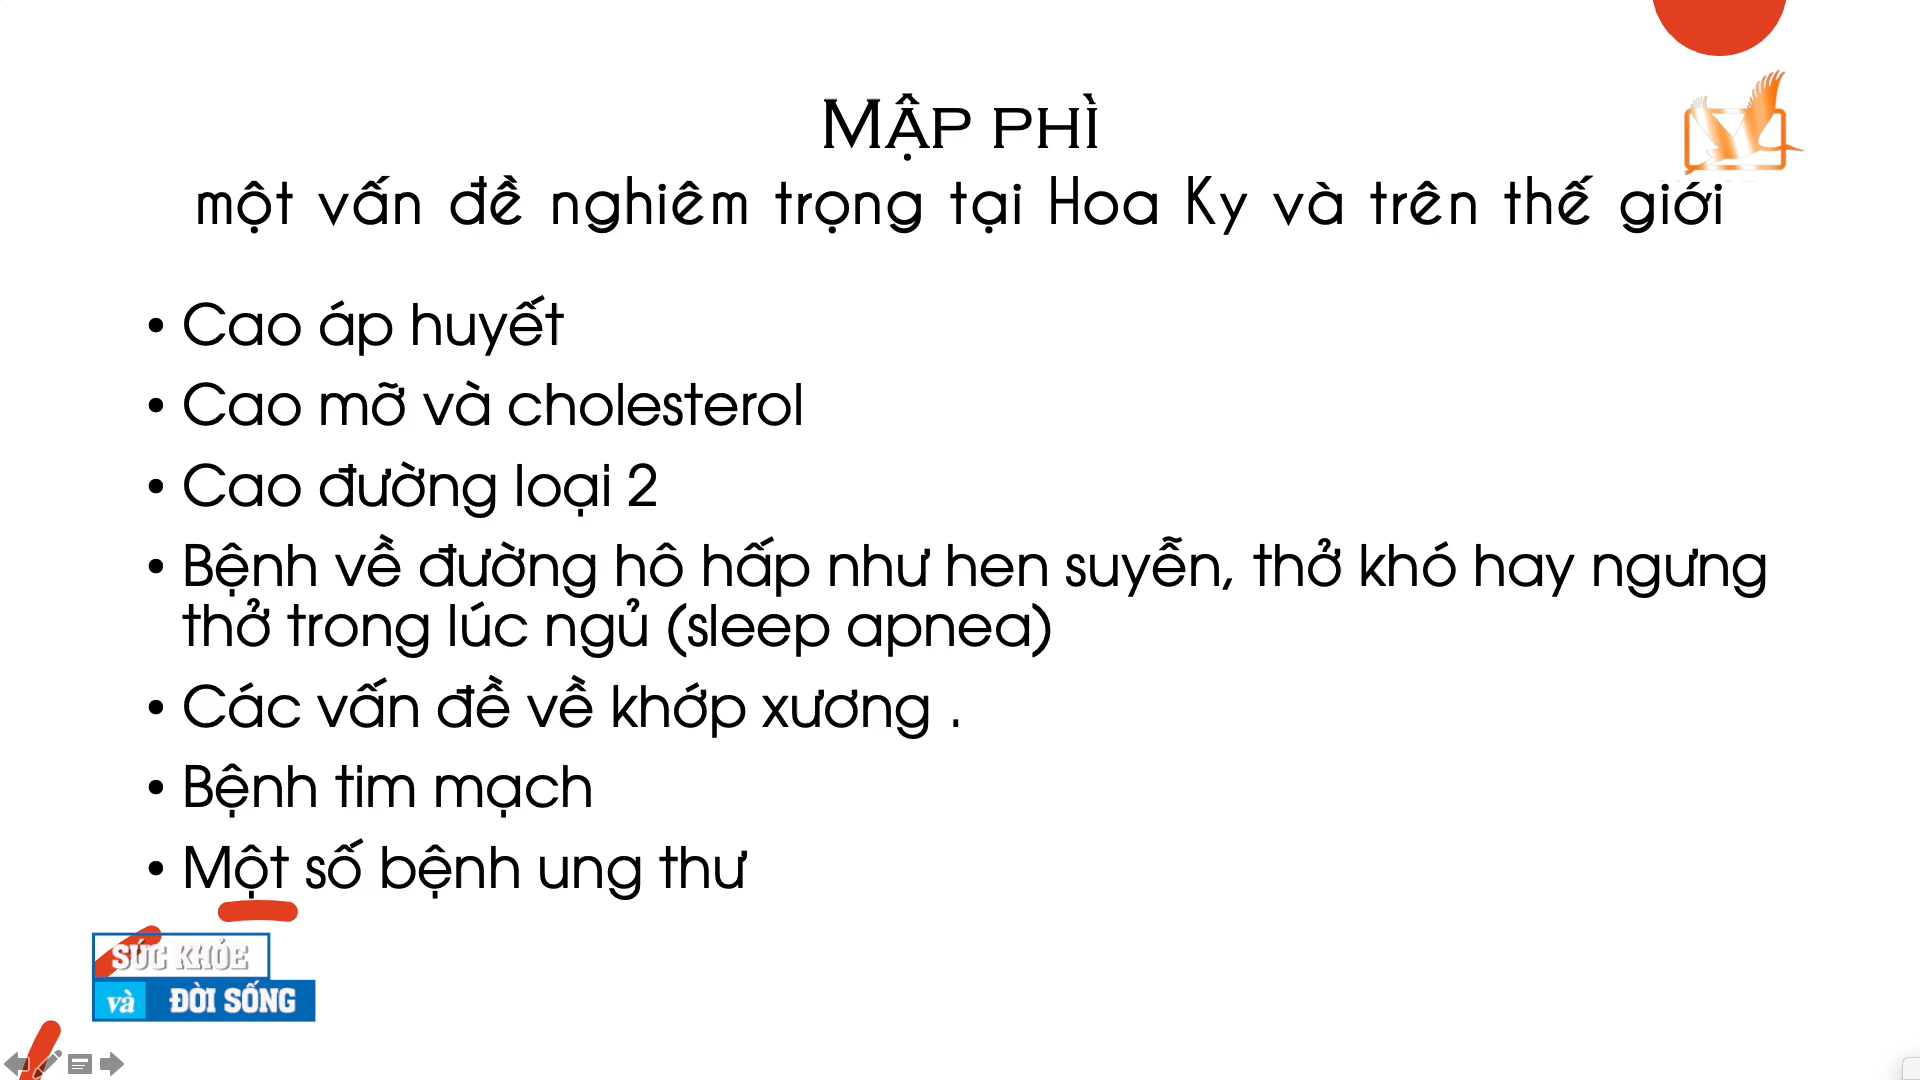 MẬP PHÌ
một vấn đề nghiêm trọng tại Hoa Ky và trên thế giới
• Cao áp huyết
• Cao mỡ và cholesterol
• Cao đường loại 2
• Bệnh về đường hô hấp như hen suyễn, thở khó hay ngưng
thở trong lúc ngủ (sleep apnea)
• Các vấn đề về khớp xương .
• Bệnh tim mạch
• Một số bệnh ung thư
SỨC KHỎE
và ĐỜI SỐNG